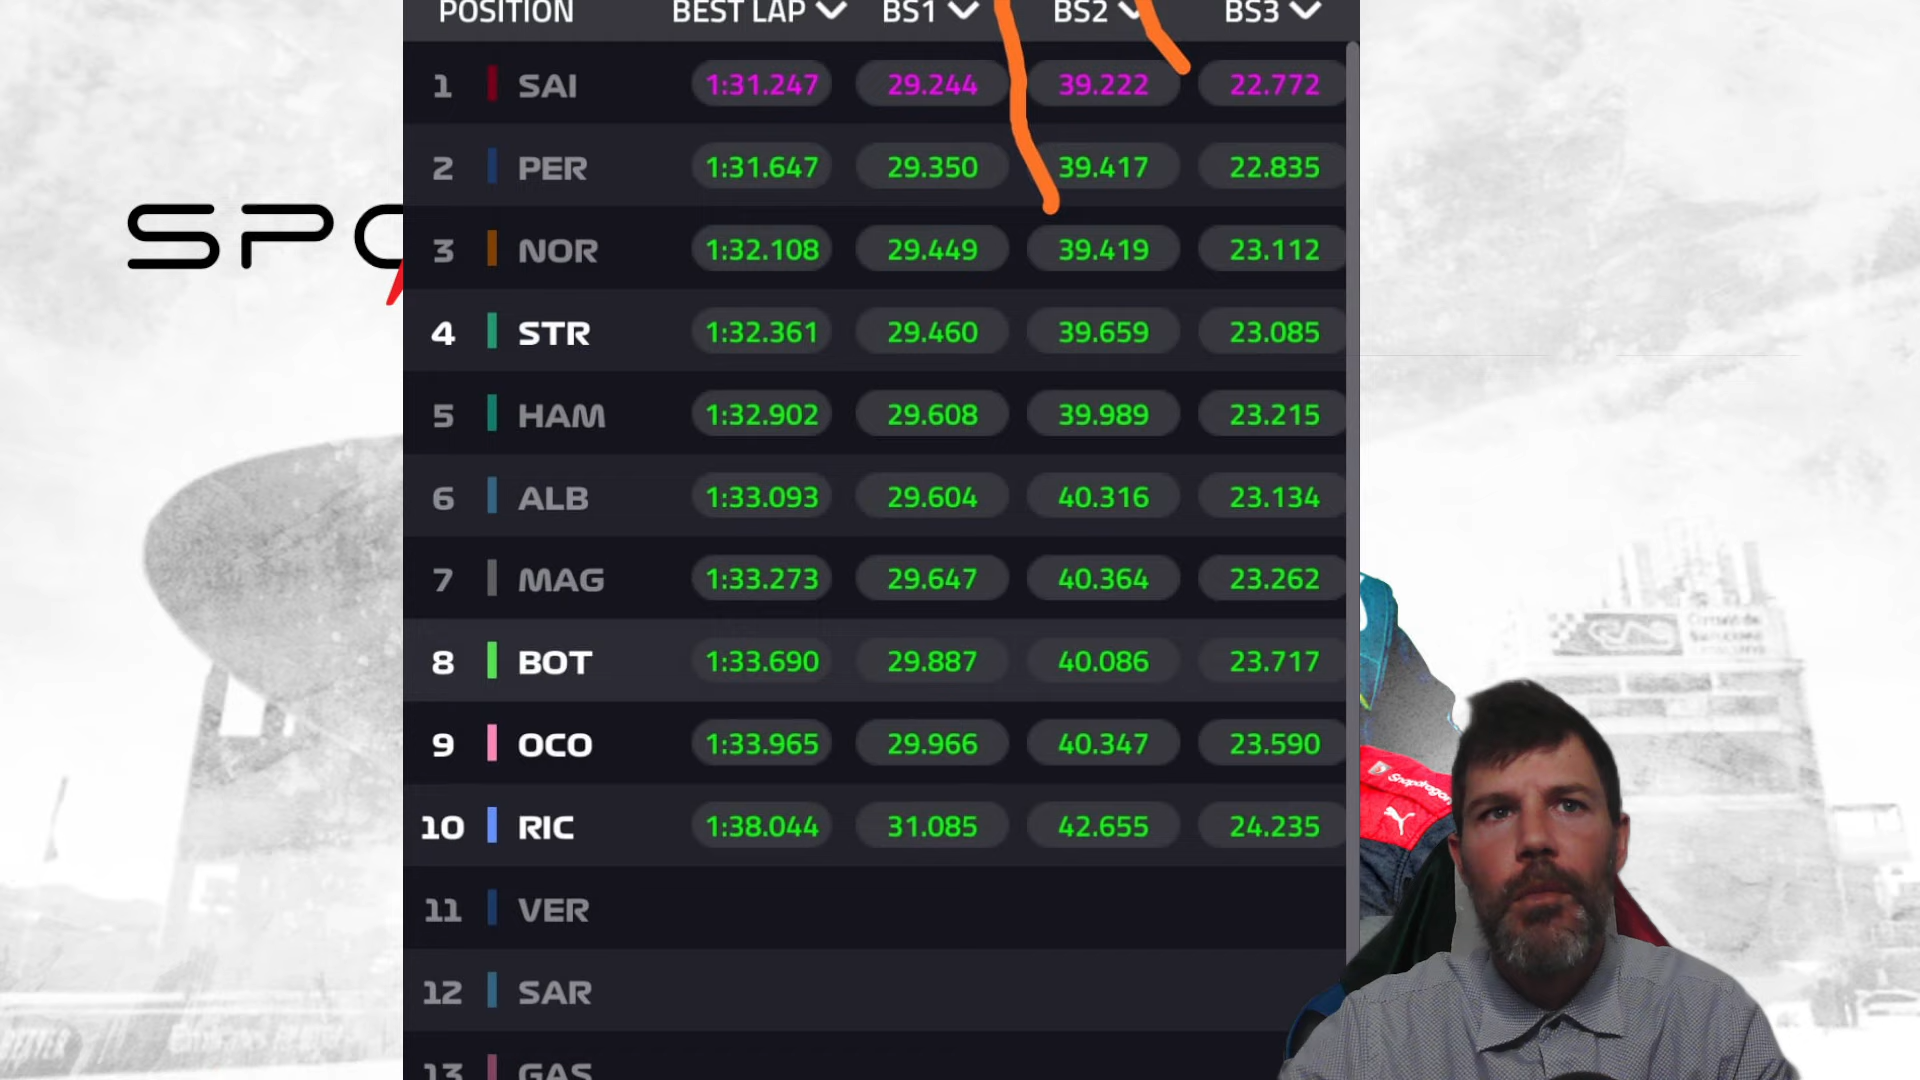 POSITION BEST LAP BS1 BS2 BS3
1 SAI 1:31.247 29.244 39.222 22.772
2 PER 1:31.647 29.350 39.417 22.835
3 NOR 1:32.108 29.449 39.419 23.112
4 STR 1:32.361 29.460 39.659 23.085
5 HAM 1:32.902 29.608 39.989 23.215
6 ALB 1:33.093 29.604 40.316 23.134
7 MAG 1:33.273 29.647 40.364 23.262
8 BOT 1:33.690 29.887 40.086 23.717
9 OCO 1:33.965 29.966 40.347 23.590
10 RIC 1:38.044 31.085 42.655 24.235
11 VER
12 SAR
13 GAS
SPO
Snapdragon